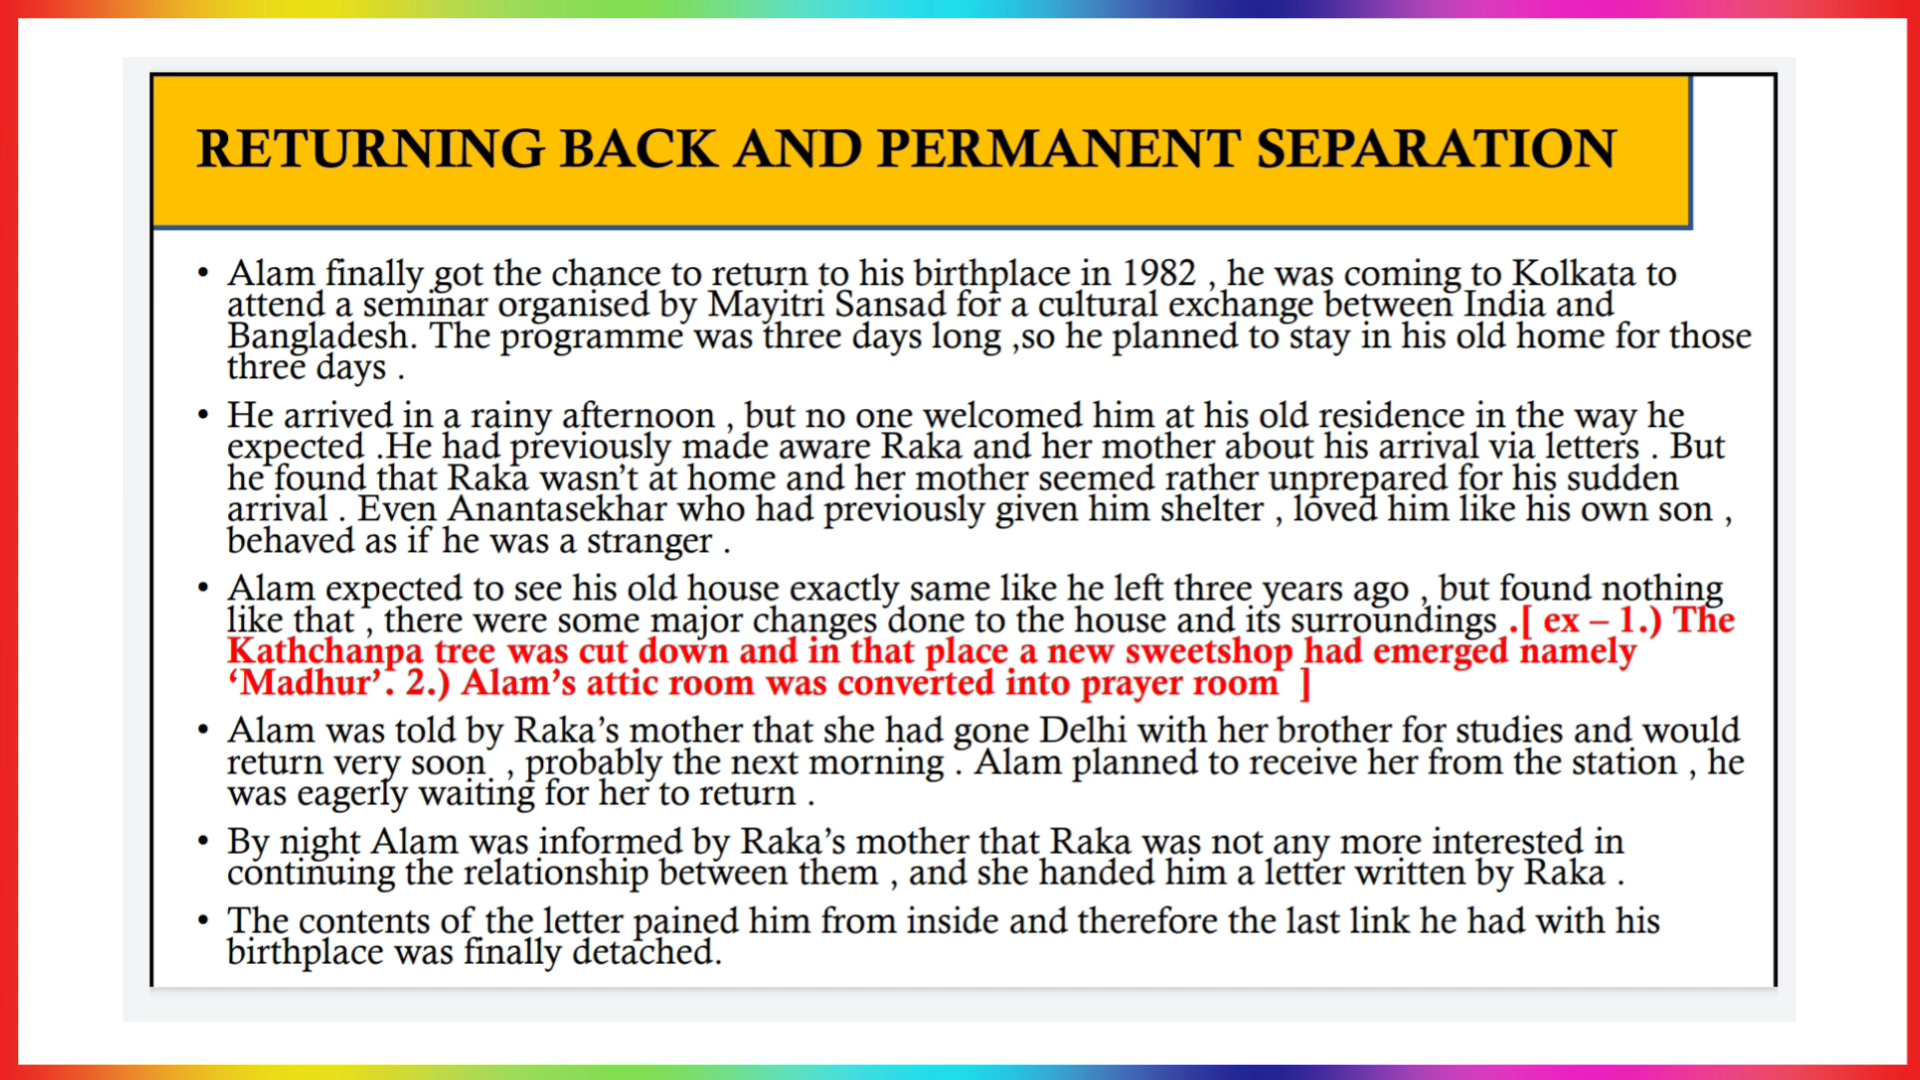 RETURNING BACK AND PERMANENT SEPARATION
• Alam finally got the chance to return to his birthplace in 1982 , he was coming to Kolkata to
attend a seminar organised by Mayitri Sansad for a cultural exchange between India and
Bangladesh. The programme was three days long ,so he planned to stay in his old home for those
three days .
• He arrived in a rainy afternoon , but no one welcomed him at his old residence in the way he
expected .He had previously made aware Raka and her mother about his arrival via letters . But
he found that Raka wasn’t at home and her mother seemed rather unprepared for his sudden
arrival . Even Anantasekhar who had previously given him shelter , loved him like his own son ,
behaved as if he was a stranger .
• Alam expected to see his old house exactly same like he left three years ago , but found nothing
like that , there were some major changes done to the house and its surroundings .[ ex – 1.) The
Kathchanpa tree was cut down and in that place a new sweetshop had emerged namely
‘Madhur’. 2.) Alam’s attic room was converted into prayer room ]
• Alam was told by Raka’s mother that she had gone Delhi with her brother for studies and would
return very soon , probably the next morning . Alam planned to receive her from the station , he
was eagerly waiting for her to return .
• By night Alam was informed by Raka’s mother that Raka was not any more interested in
continuing the relationship between them , and she handed him a letter written by Raka .
• The contents of the letter pained him from inside and therefore the last link he had with his
birthplace was finally detached.